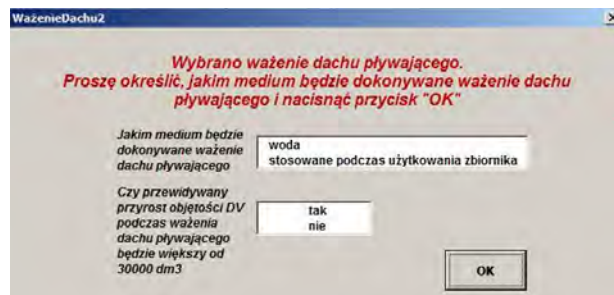 WażenieDachu2
Wybrano ważenie dachu pływającego.
Proszę określić, jakim medium będzie dokonywane ważenie dachu
pływającego i nacisnąć przycisk "OK"
Jakim medium będzie
dokonywane ważenie
dachu pływającego
woda
stosowane podczas użytkowania zbiornika
Czy przewidywany
przyrost objętości DV
podczas ważenia
dachu pływającego
będzie większy od
30000 dm3
tak
nie
OK